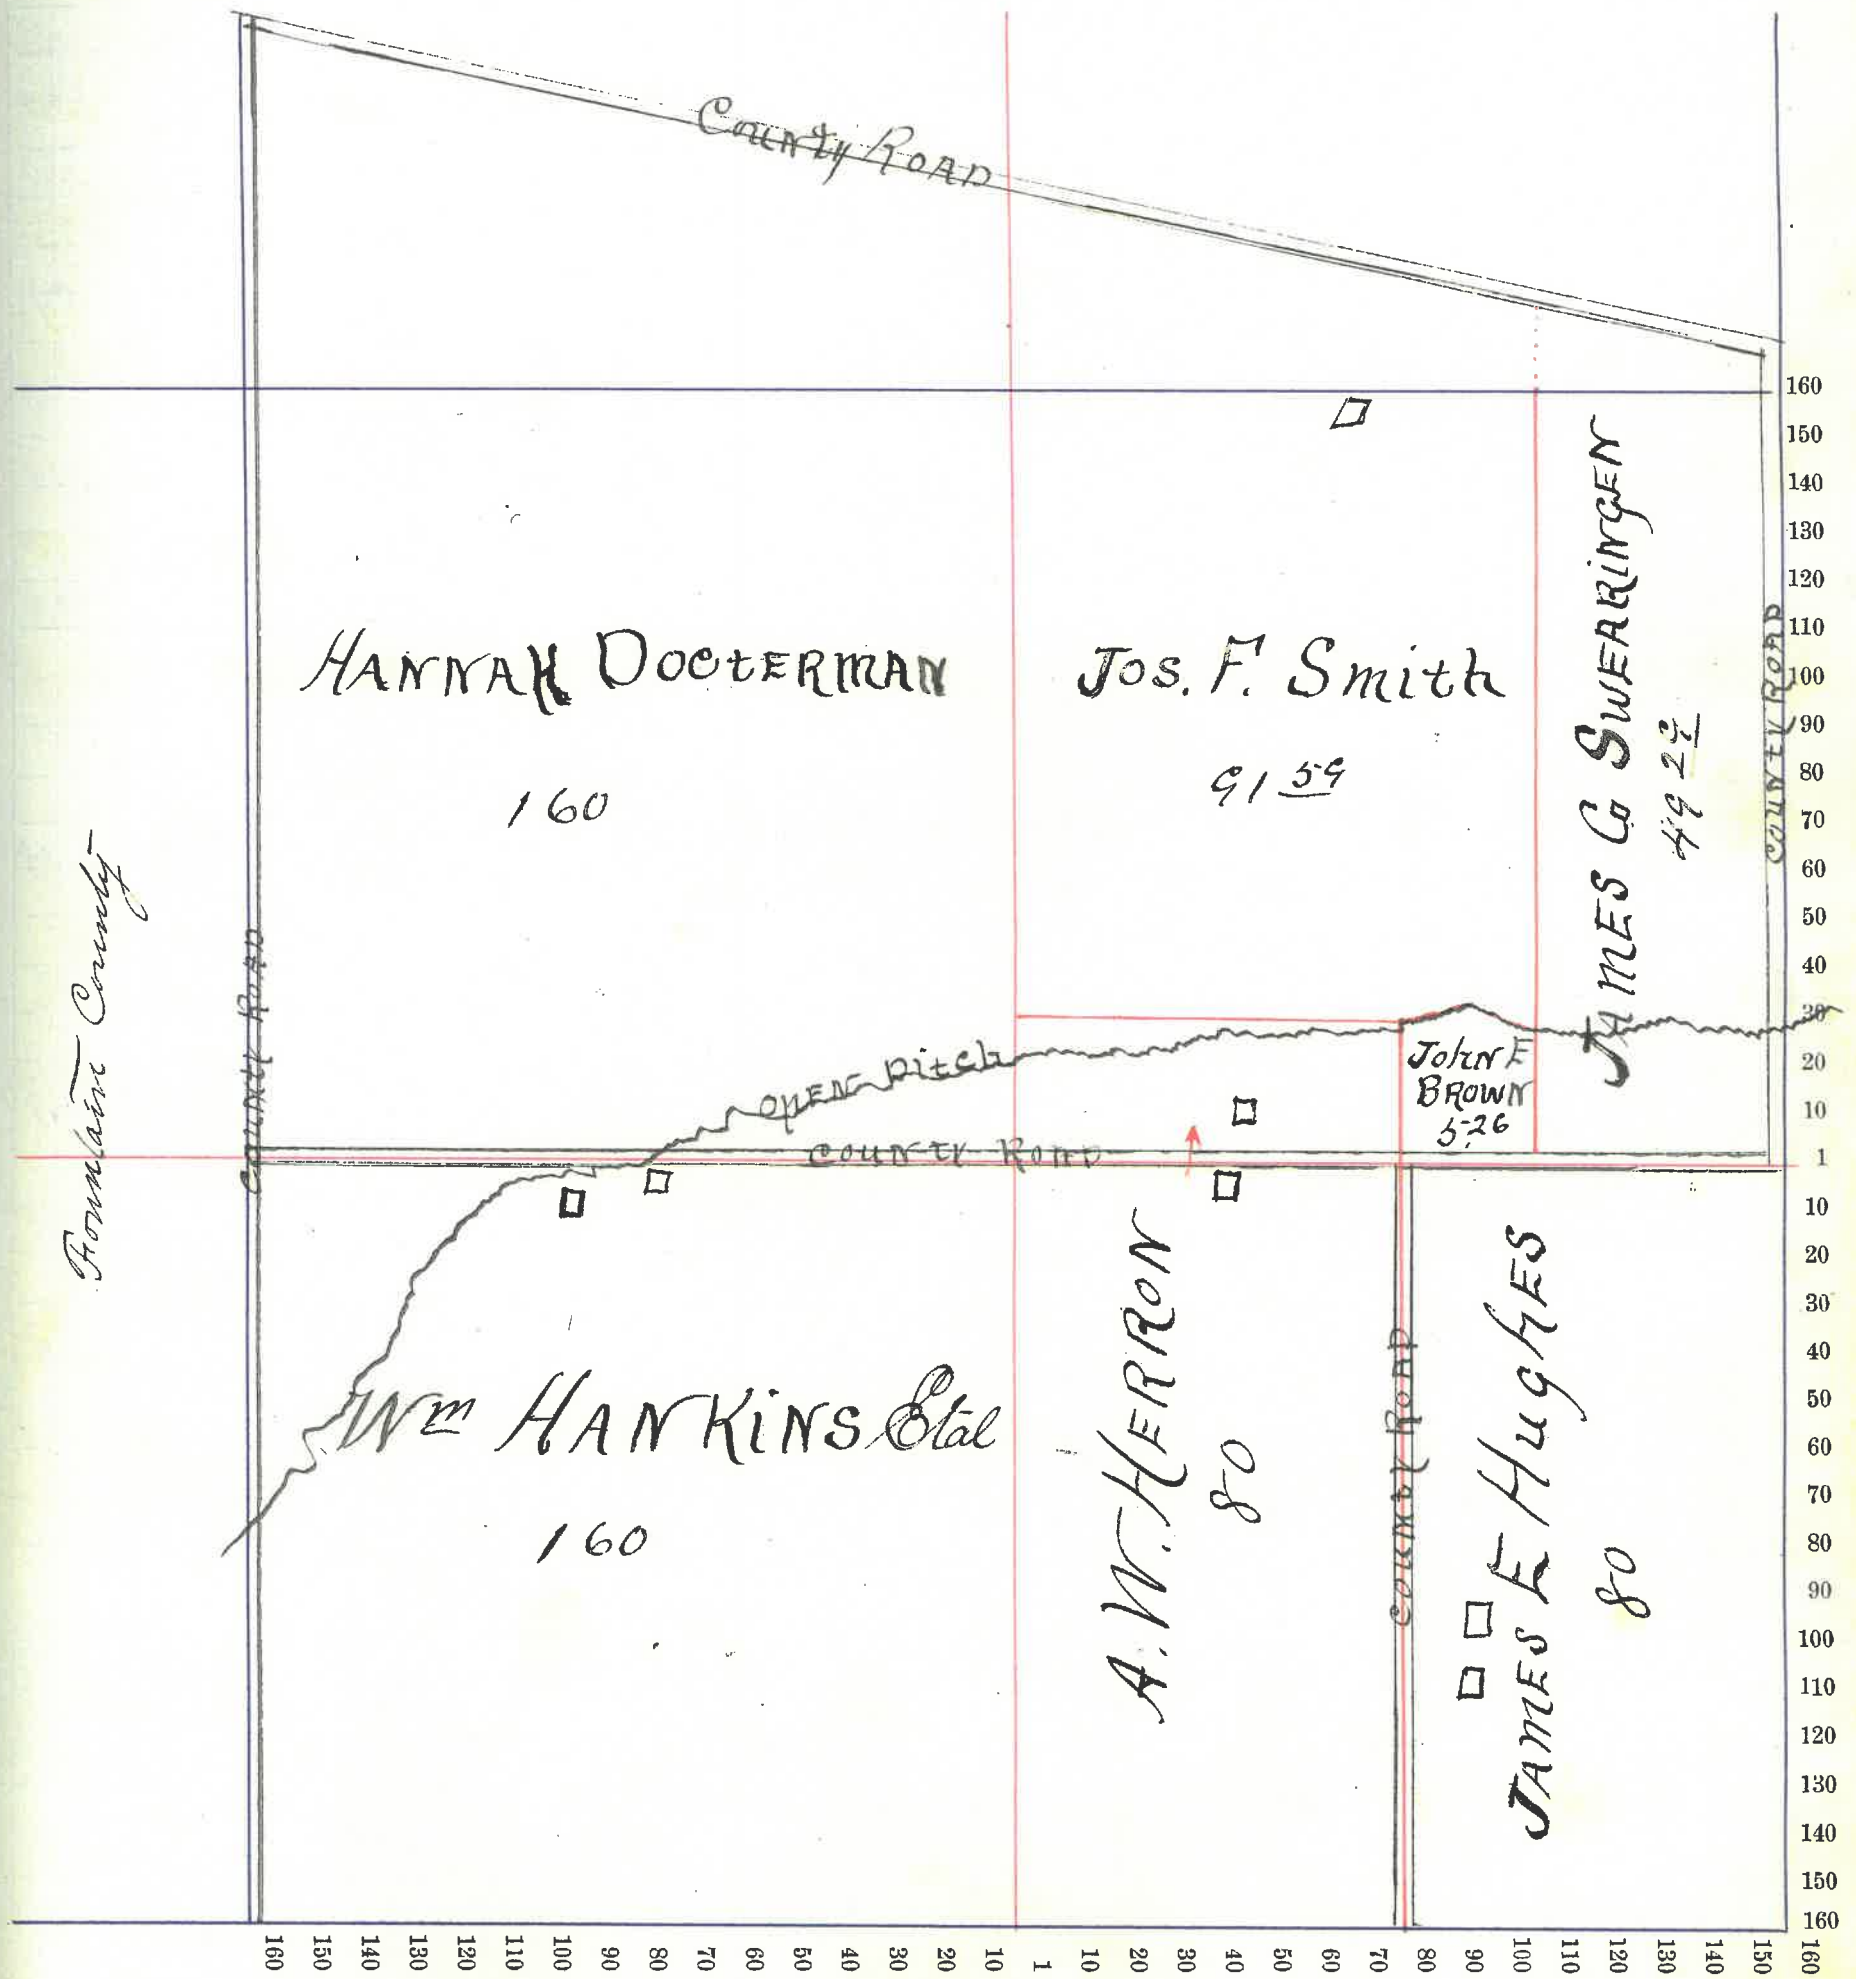 County Road
HANNAH DOCTERMAN
160
Jos. F. Smith
91 59
JAMES G SWEARINGEN
49 25
COUNTY ROAD
Fountain County
COUNTY ROAD
OPEN Ditch
COUNTY ROAD
John E
BROWN
5.26
Wm HANKINS Etal
160
A. W. HERRON
80
COUNTY ROAD
JAMES E HughES
80
160
150
140
130
120
110
100
90
80
70
60
50
40
30
20
10
1
10
20
30
40
50
60
70
80
90
100
110
120
130
140
150
160
160 150 140 130 120 110 100 90 80 70 60 50 40 30 20 10 1 10 20 30 40 50 60 70 80 90 100 110 120 130 140 150 160